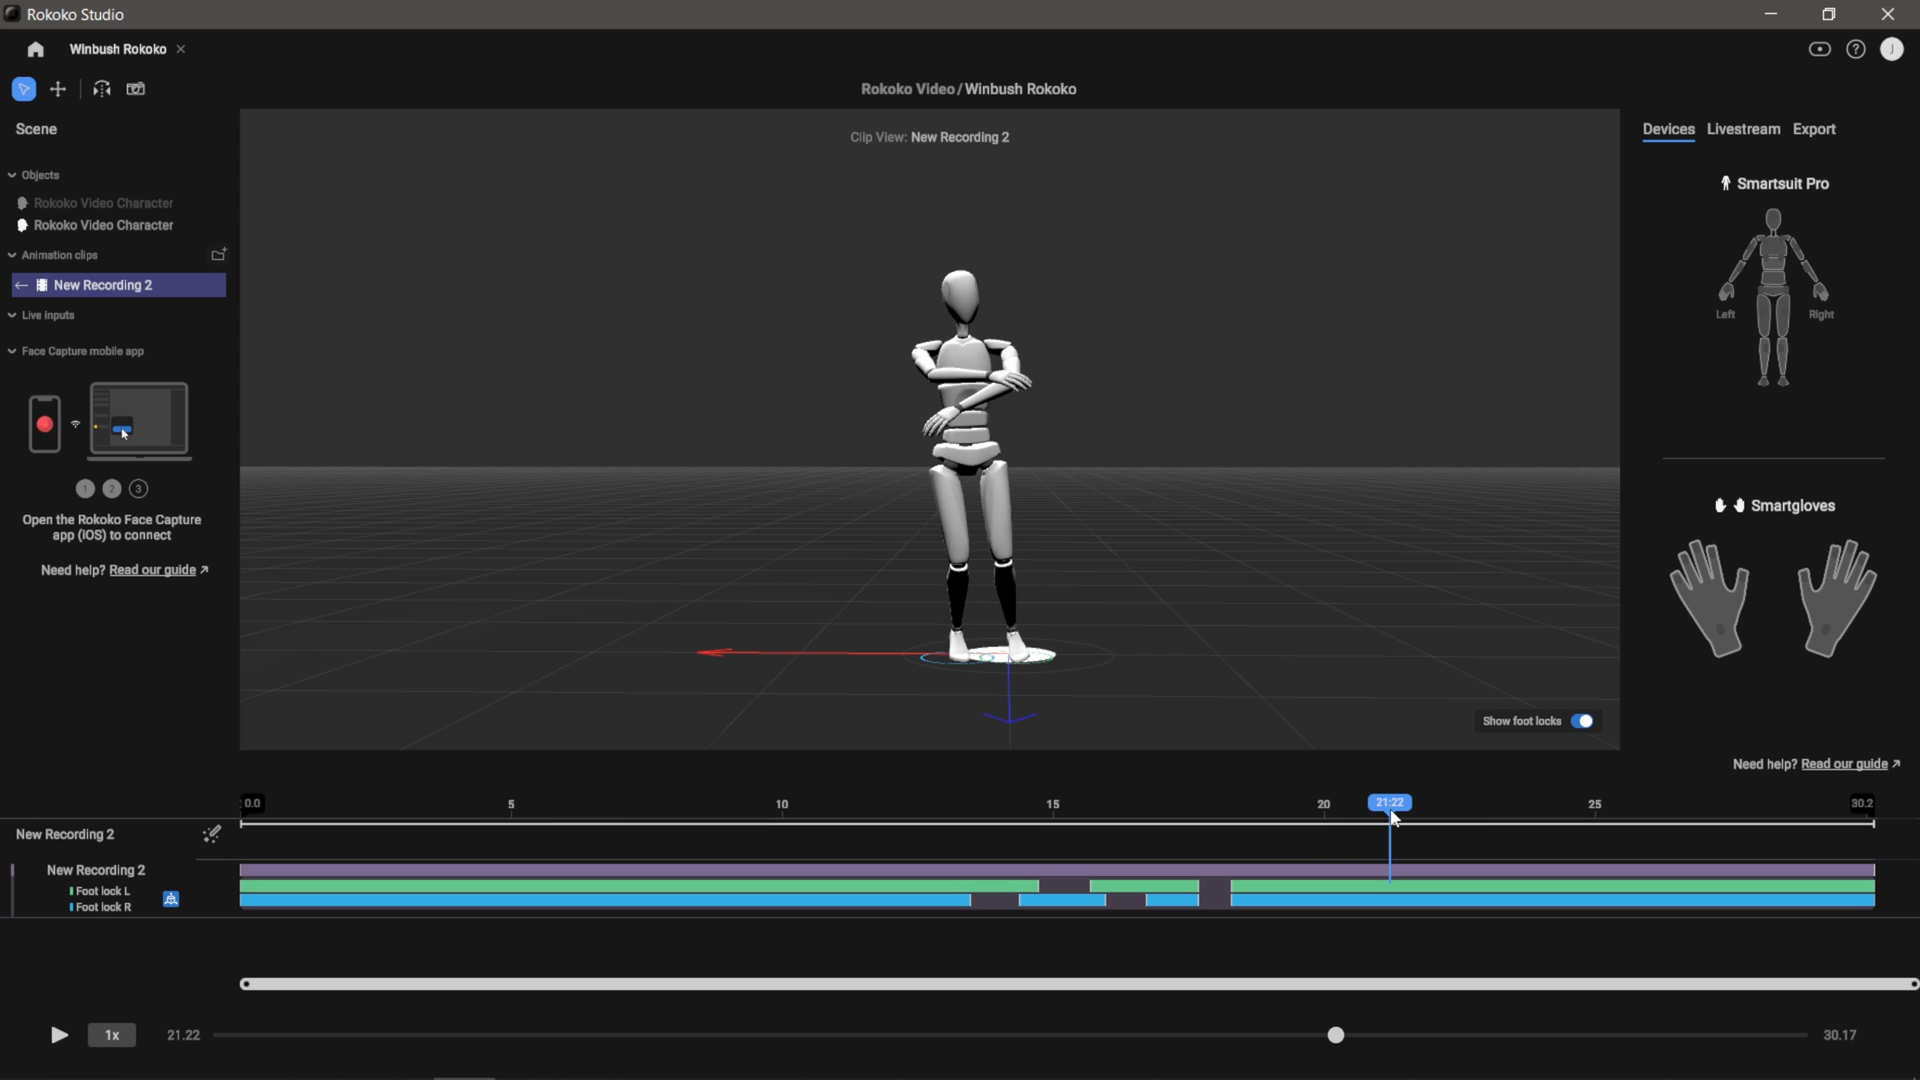 Rokoko Studio
Winbush Rokoko
J
Rokoko Video / Winbush Rokoko
Scene
Objects
Rokoko Video Character
Rokoko Video Character
Animation clips
New Recording 2
Live inputs
Face Capture mobile app
1 2 3
Open the Rokoko Face Capture
app (iOS) to connect
Need help? Read our guide
Clip View: New Recording 2
Show foot locks
Devices Livestream Export
Smartsuit Pro
Left Right
Smartgloves
Need help? Read our guide
0.0 5 10 15 20 21:22 25 30.2
New Recording 2
New Recording 2
Foot lock L
Foot lock R
1x 21.22 30.17